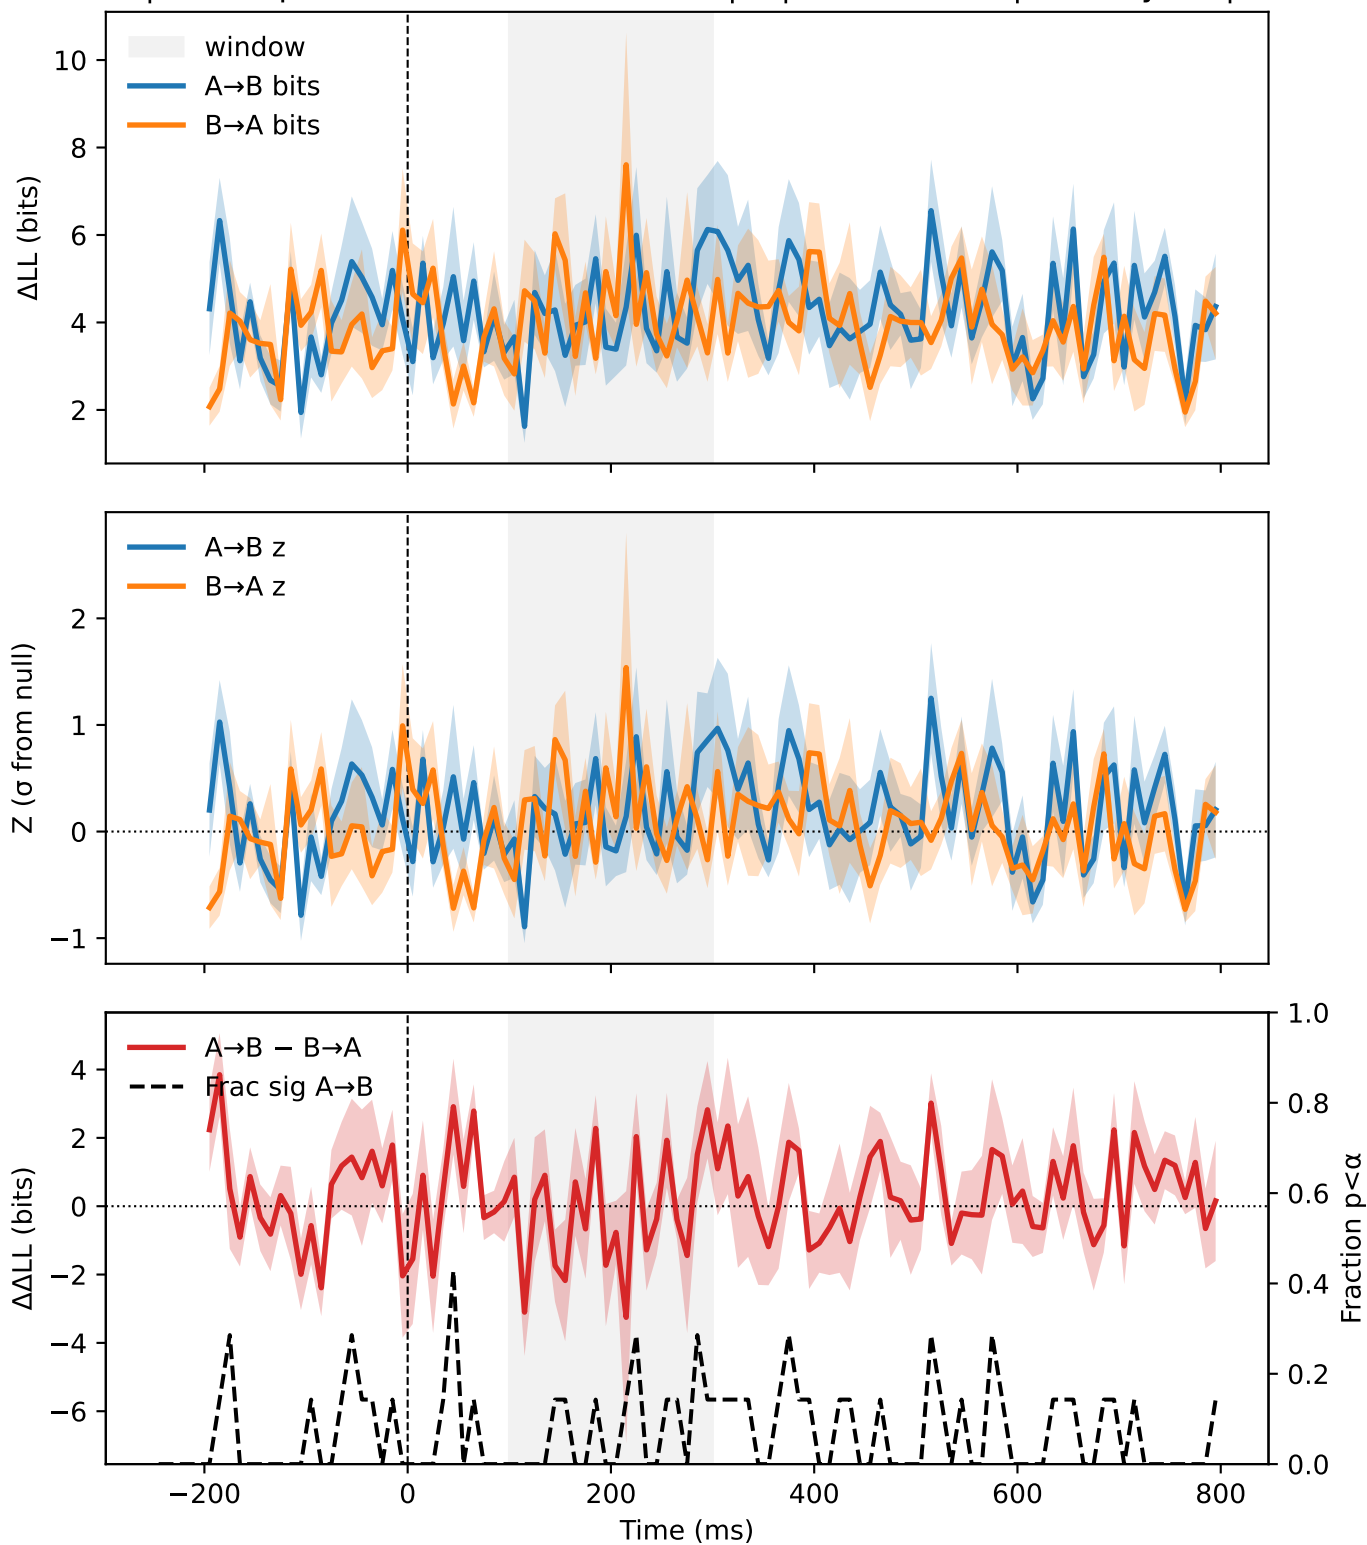 window
A→B bits
B→A bits
10
8
6
4
2
ΔLL (bits)
A→B z
B→A z
2
1
0
−1
Z (σ from null)
A→B − B→A
Frac sig A→B
4
2
0
−2
−4
−6
ΔΔLL (bits)
1.0
0.8
0.6
0.4
0.2
0.0
Fraction p<α
−200 0 200 400 600 800
Time (ms)